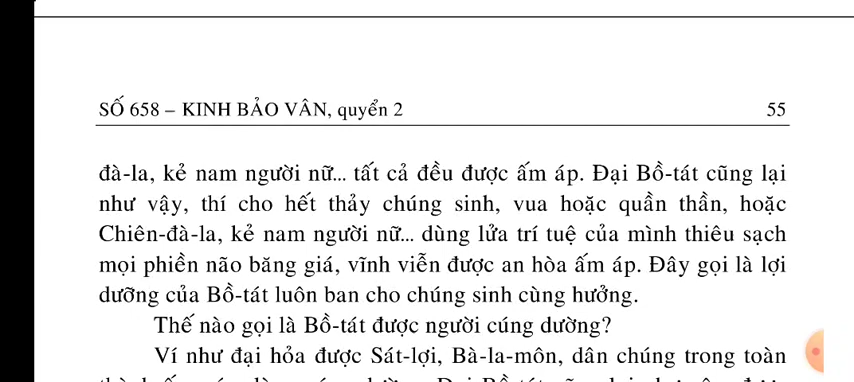 SỐ 658 – KINH BẢO VÂN, quyển 2 55
đà-la, kẻ nam người nữ... tất cả đều được ấm áp. Đại Bồ-tát cũng lại
như vậy, thí cho hết thảy chúng sinh, vua hoặc quần thần, hoặc
Chiên-đà-la, kẻ nam người nữ... dùng lửa trí tuệ của mình thiêu sạch
mọi phiền não băng giá, vĩnh viễn được an hòa ấm áp. Đây gọi là lợi
dưỡng của Bồ-tát luôn ban cho chúng sinh cùng hưởng.
Thế nào gọi là Bồ-tát được người cúng dường?
Ví như đại hỏa được Sát-lợi, Bà-la-môn, dân chúng trong toàn